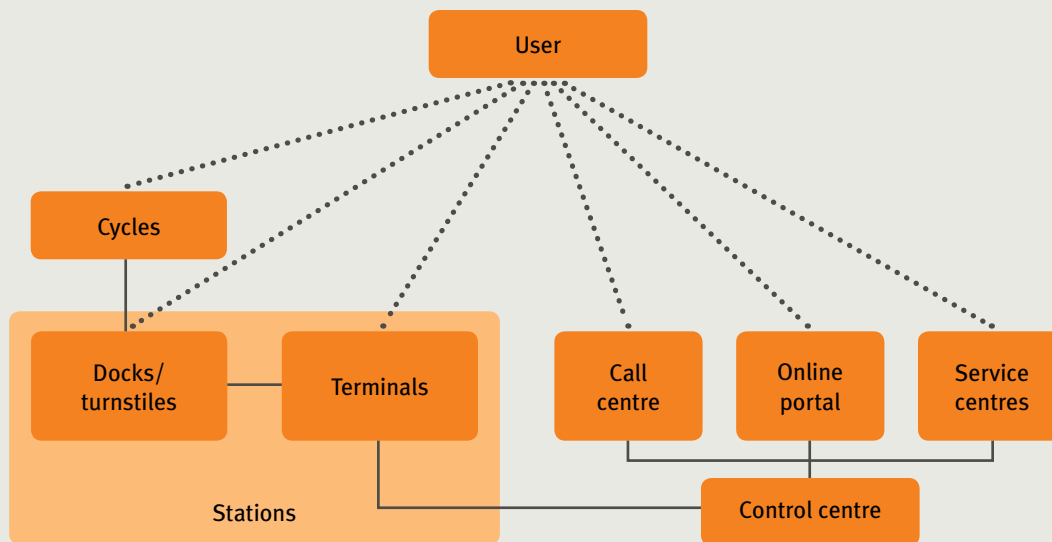 User
Cycles
Docks/
turnstiles
Terminals
Call
centre
Online
portal
Service
centres
Stations
Control centre